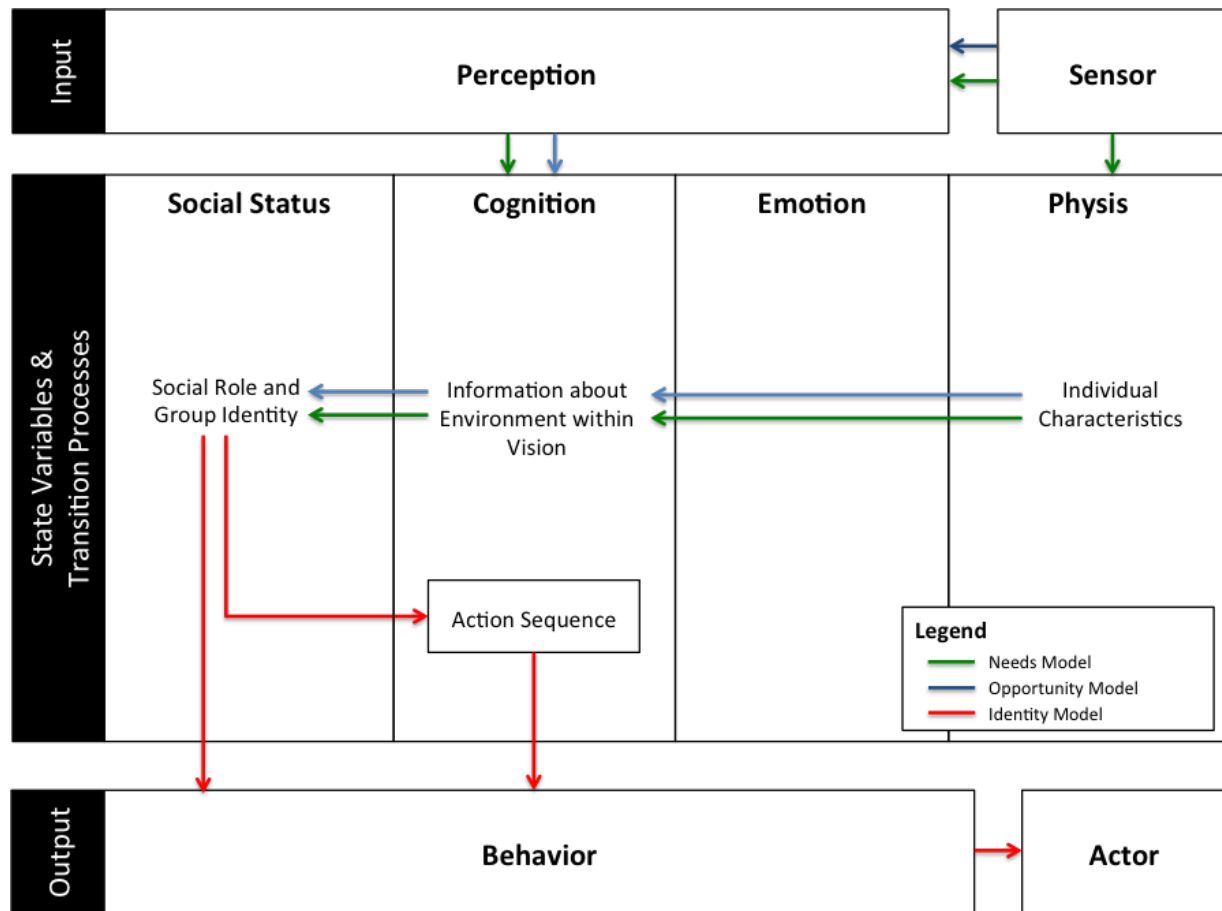 Input
Perception
Sensor
State Variables &
Transition Processes
Social Status
Cognition
Emotion
Physis
Social Role and
Group Identity
Information about
Environment within
Vision
Individual
Characteristics
Action Sequence
Legend
Needs Model
Opportunity Model
Identity Model
Output
Behavior
Actor